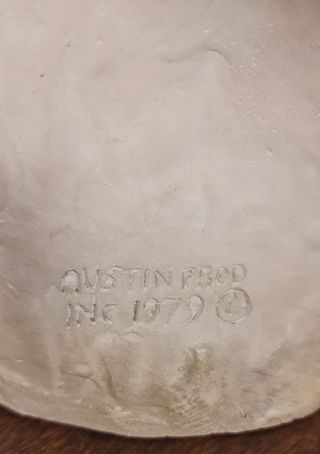 AUSTIN PROD
INC 1979 ©